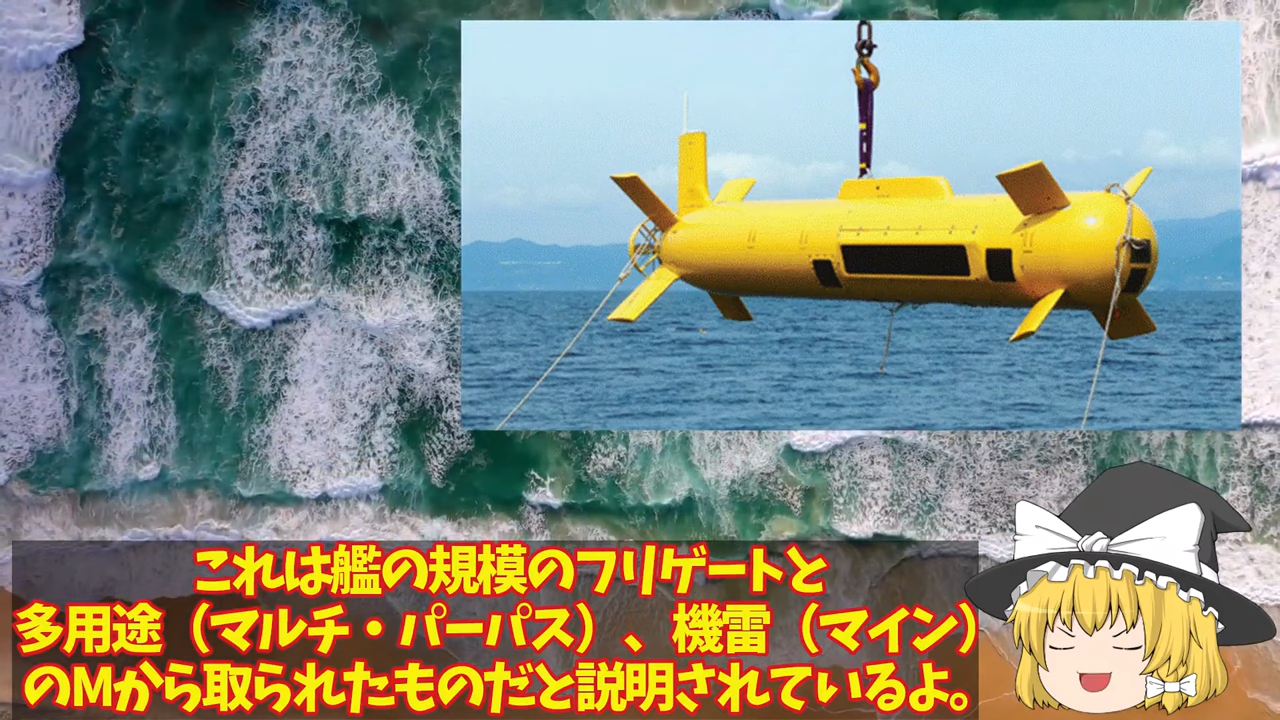 これは艦の規模のフリゲートと
多用途（マルチ・パーパス）、機雷（マイン）
のMから取られたものだと説明されているよ。